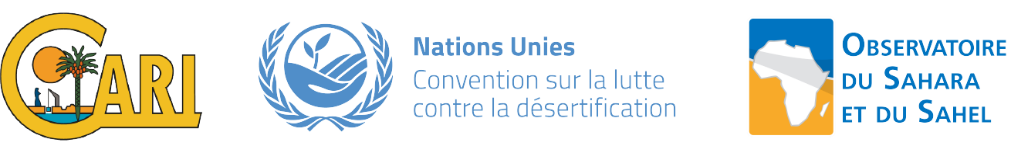 CARI
Nations Unies
Convention sur la lutte
contre la désertification
OBSERVATOIRE
DU SAHARA
ET DU SAHEL